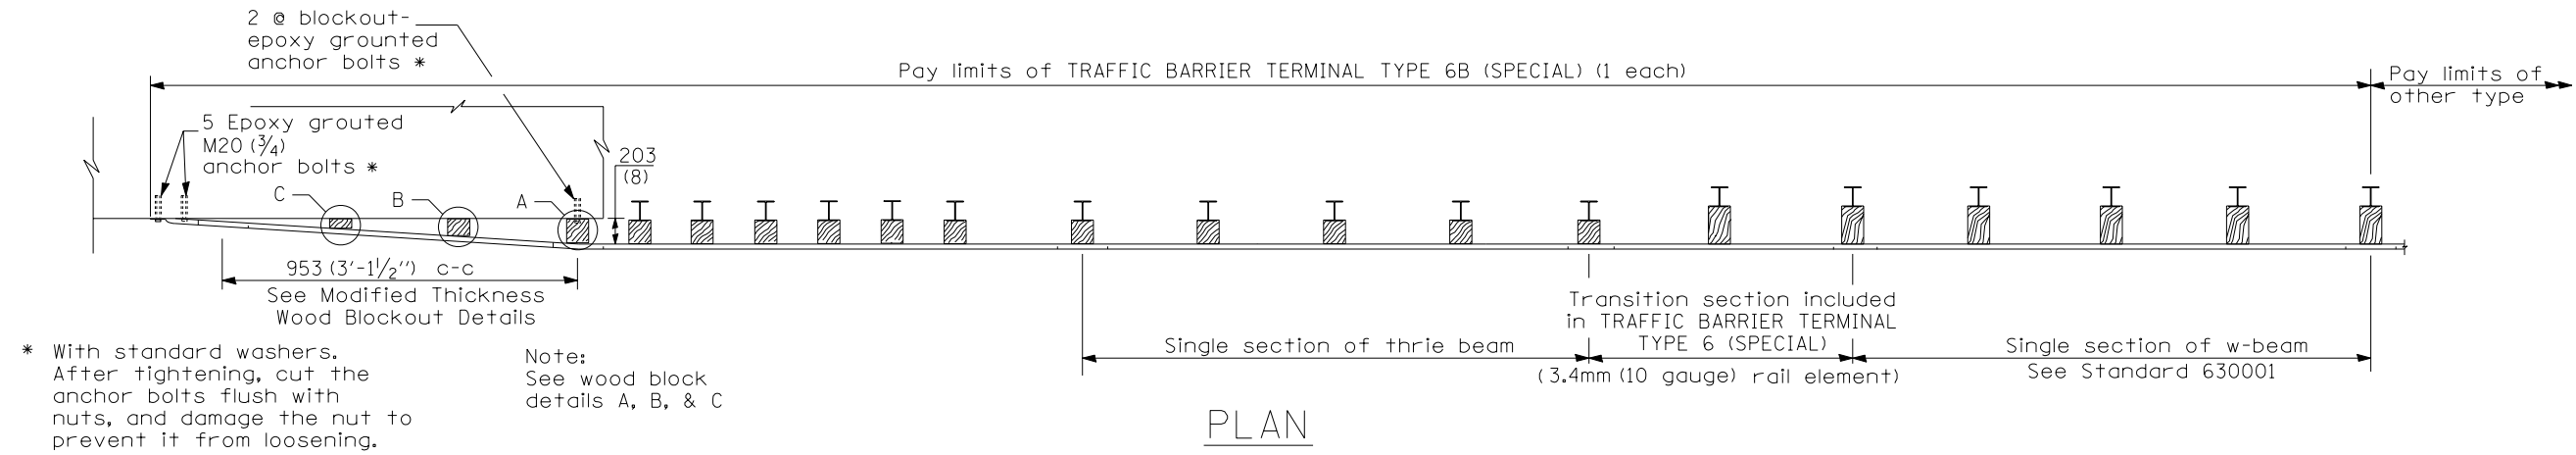 2 @ blockout-
epoxy grounted
anchor bolts *
Pay limits of TRAFFIC BARRIER TERMINAL TYPE 6B (SPECIAL) (1 each)
Pay limits of
other type
5 Epoxy grouted
M20 (3/4)
anchor bolts *
203
(8)
C
B
A
953 (3'-1 1/2'') c-c
See Modified Thickness
Wood Blockout Details
Transition section included
in TRAFFIC BARRIER TERMINAL
TYPE 6 (SPECIAL)
(3.4mm (10 gauge) rail element)
Single section of thrie beam
Single section of w-beam
See Standard 630001
* With standard washers.
After tightening, cut the
anchor bolts flush with
nuts, and damage the nut to
prevent it from loosening.
Note:
See wood block
details A, B, & C
PLAN